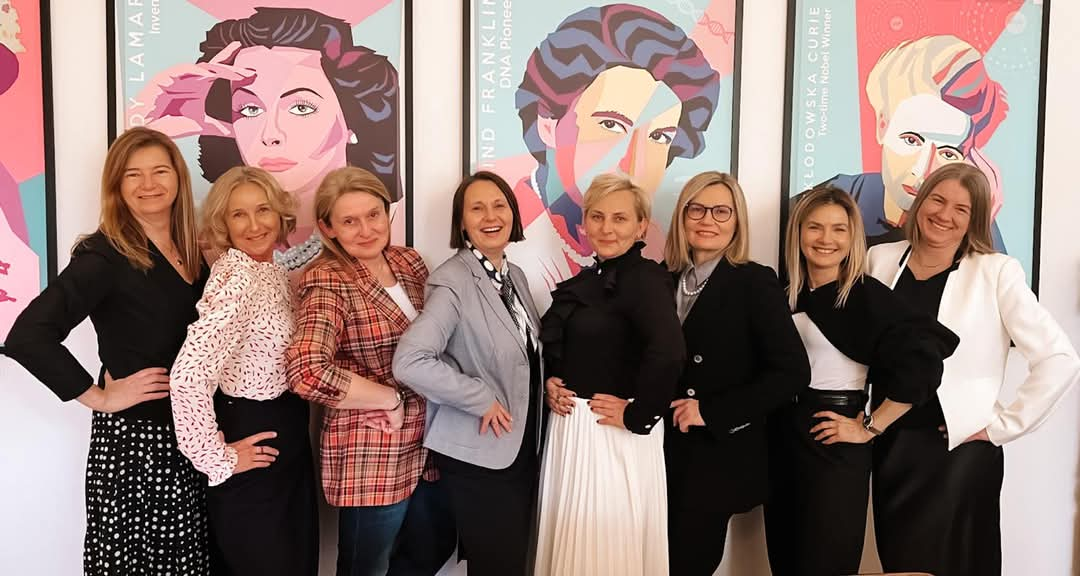 DY LAMAR
Inven
IND FRANKLIN
DNA Pionee
KŁODOWSKA CURIE
Two-time Nobel Winner